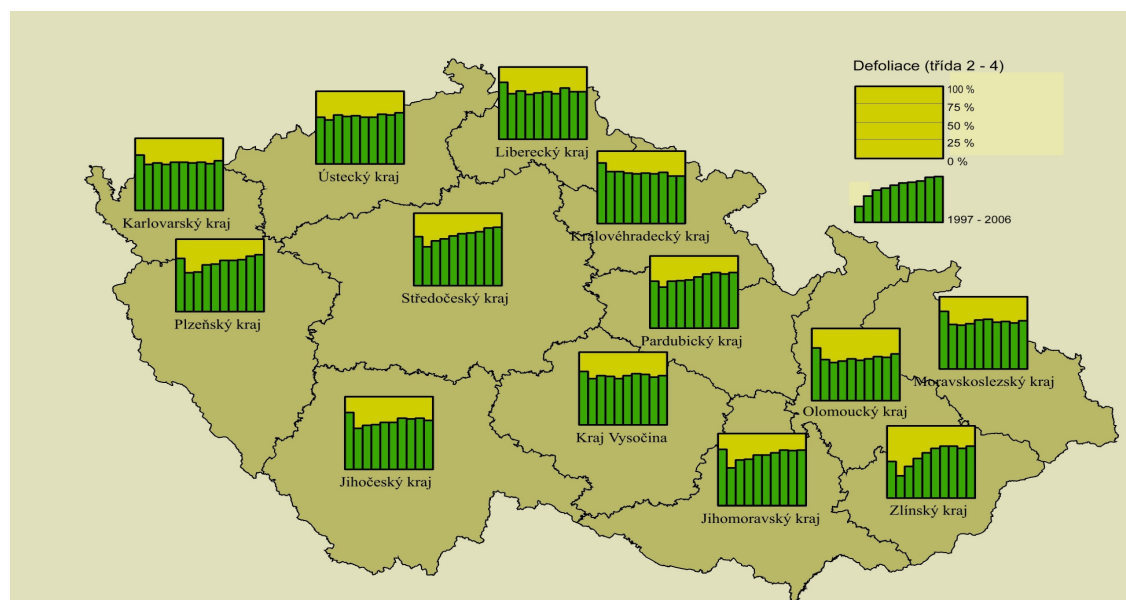 Defoliace (třída 2 - 4)
100 %
75 %
50 %
25 %
0 %
1997 - 2006
Liberecký kraj
Ústecký kraj
Karlovarský kraj
Královéhradecký kraj
Středočeský kraj
Plzeňský kraj
Pardubický kraj
Moravskoslezský kraj
Olomoucký kraj
Kraj Vysočina
Jihočeský kraj
Zlínský kraj
Jihomoravský kraj